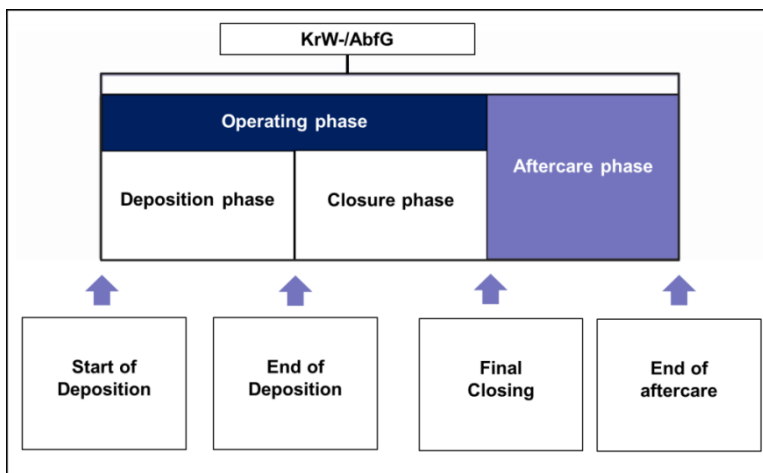 KrW-/AbfG
Operating phase
Aftercare phase
Deposition phase
Closure phase
Start of
Deposition
End of
Deposition
Final
Closing
End of
aftercare